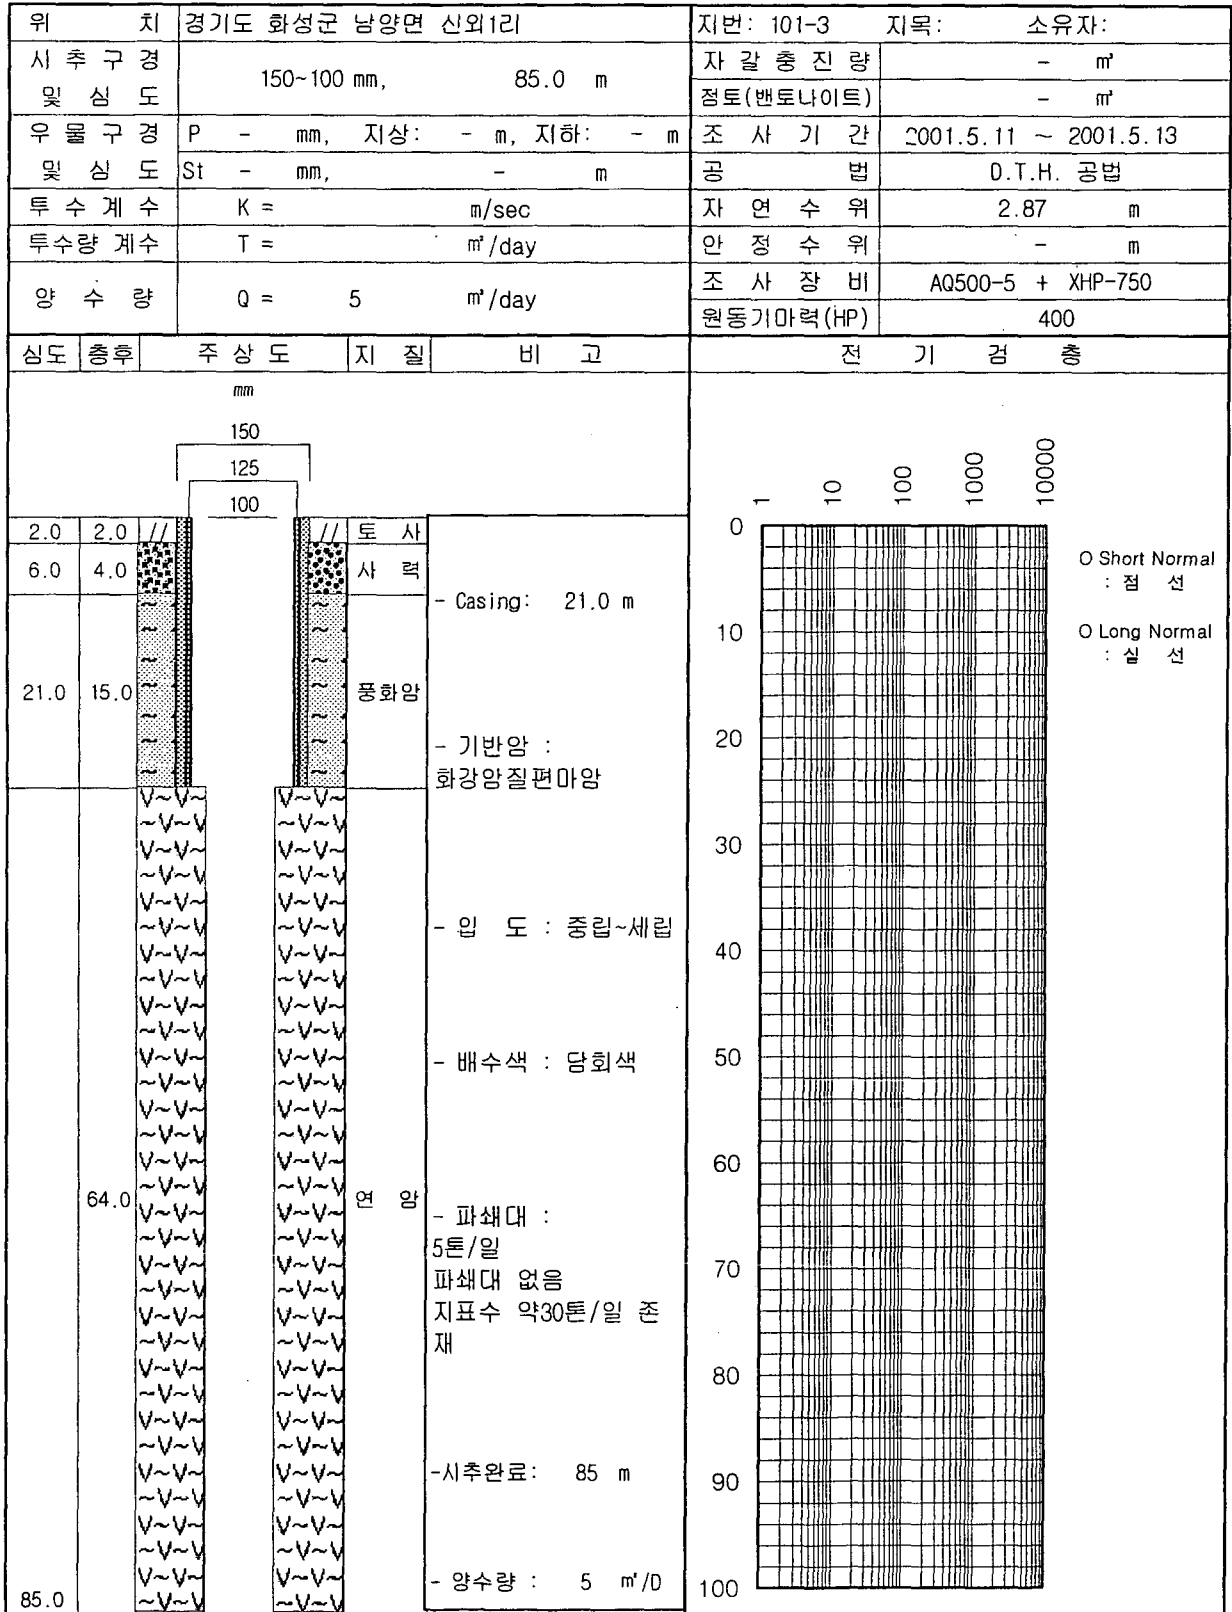 위 치 경기도 화성군 남양면 신외1리 지번: 101-3 지목: 소유자:
시추구경 및 심도 150~100 mm, 85.0 m 자갈충진량 - ㎥
점토(밴토나이트) - ㎥
우물구경 및 심도 P - mm, 지상: - m, 지하: - m 조사기간 2001.5.11 ~ 2001.5.13
St - mm, - m 공 법 D.T.H. 공법
투수계수 K = m/sec 자연수위 2.87 m
투수량 계수 T = ㎡/day 안정수위 - m
양수량 Q = 5 ㎥/day 조사장비 AQ500-5 + XHP-750
원동기마력(HP) 400
심도 층후 주상도 지질 비고 전기검층
mm
150
125
100
1 10 100 1000 10000
2.0 2.0 토사
6.0 4.0 사력
- Casing: 21.0 m
21.0 15.0 풍화암
- 기반암 :
화강암질편마암
- 입 도 : 중립~세립
- 배수색 : 담회색
64.0 연암
- 파쇄대 :
5톤/일
파쇄대 없음
지표수 약30톤/일 존
재
-시추완료: 85 m
- 양수량 : 5 ㎥/D
85.0
0
10
20
30
40
50
60
70
80
90
100
O Short Normal
: 점 선
O Long Normal
: 실 선